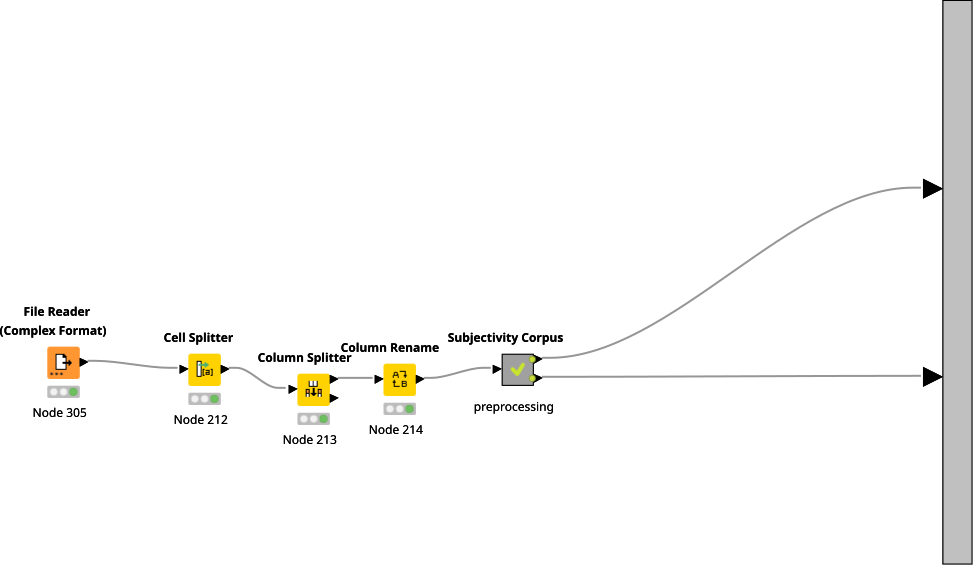 File Reader
(Complex Format)
Node 305
Cell Splitter
Node 212
Column Splitter
Node 213
Column Rename
Node 214
Subjectivity Corpus
preprocessing